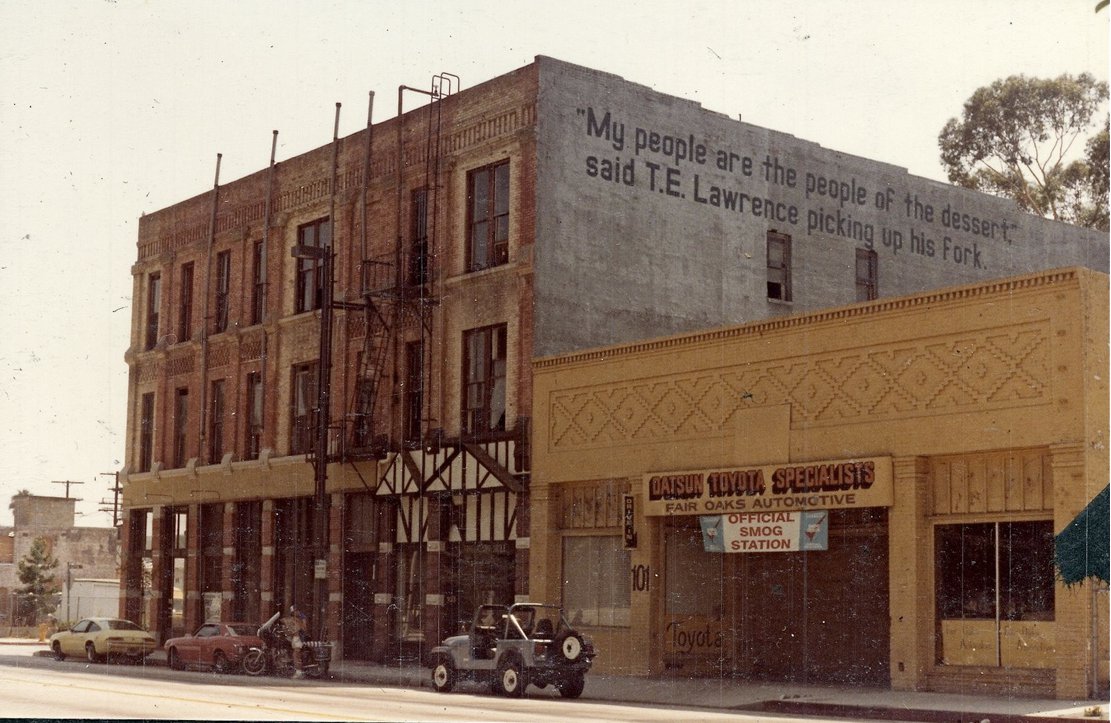 "My people are the people of the dessert,"
said T.E. Lawrence picking up his fork.
DATSUN TOYOTA SPECIALISTS
FAIR OAKS AUTOMOTIVE
OFFICIAL
SMOG
STATION
101
Toyota